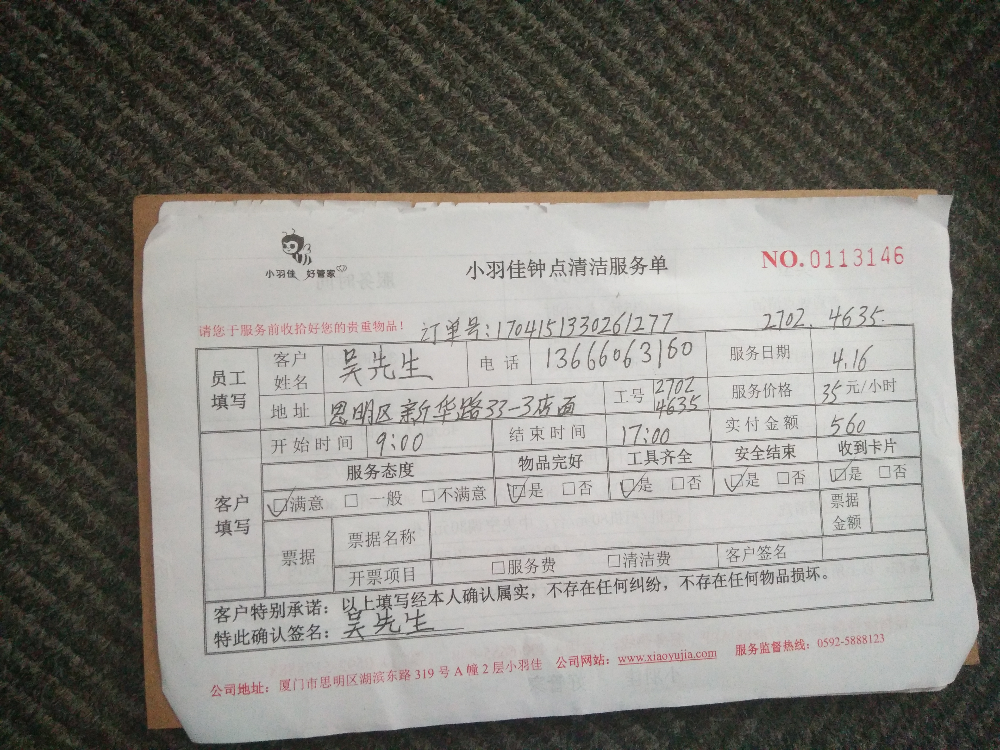 小羽佳 好管家
小羽佳钟点清洁服务单
NO.0113146
请您于服务前收拾好您的贵重物品！ 订单号:1704151330261277 2702. 4635.
员工填写 客户姓名 吴先生 电话 13666063160 服务日期 4.16
地址 思明区新华路33-3店面 工号 2702 4635 服务价格 35元/小时
客户填写 开始时间 9:00 结束时间 17:00 实付金额 560
服务态度 物品完好 工具齐全 安全结束 收到卡片
☑满意 □一般 □不满意 ☑是 □否 ☑是 □否 ☑是 □否 ☑是 □否
票据 票据名称 票据金额
开票项目 □服务费 □清洁费 客户签名
客户特别承诺：以上填写经本人确认属实，不存在任何纠纷，不存在任何物品损坏。
特此确认签名：吴先生
公司地址：厦门市思明区湖滨东路319号A幢2层小羽佳 公司网站：www.xiaoyujia.com 服务监督热线：0592-5888123